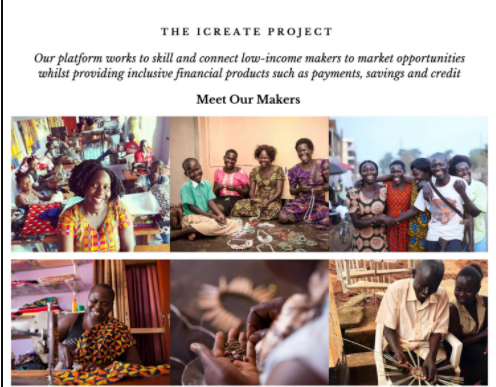 THE ICREATE PROJECT
Our platform works to skill and connect low-income makers to market opportunities
whilst providing inclusive financial products such as payments, savings and credit
Meet Our Makers